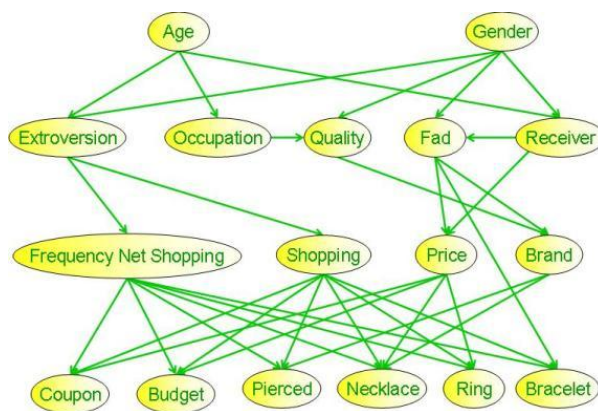 Age
Gender
Extroversion
Occupation
Quality
Fad
Receiver
Frequency Net Shopping
Shopping
Price
Brand
Coupon
Budget
Pierced
Necklace
Ring
Bracelet